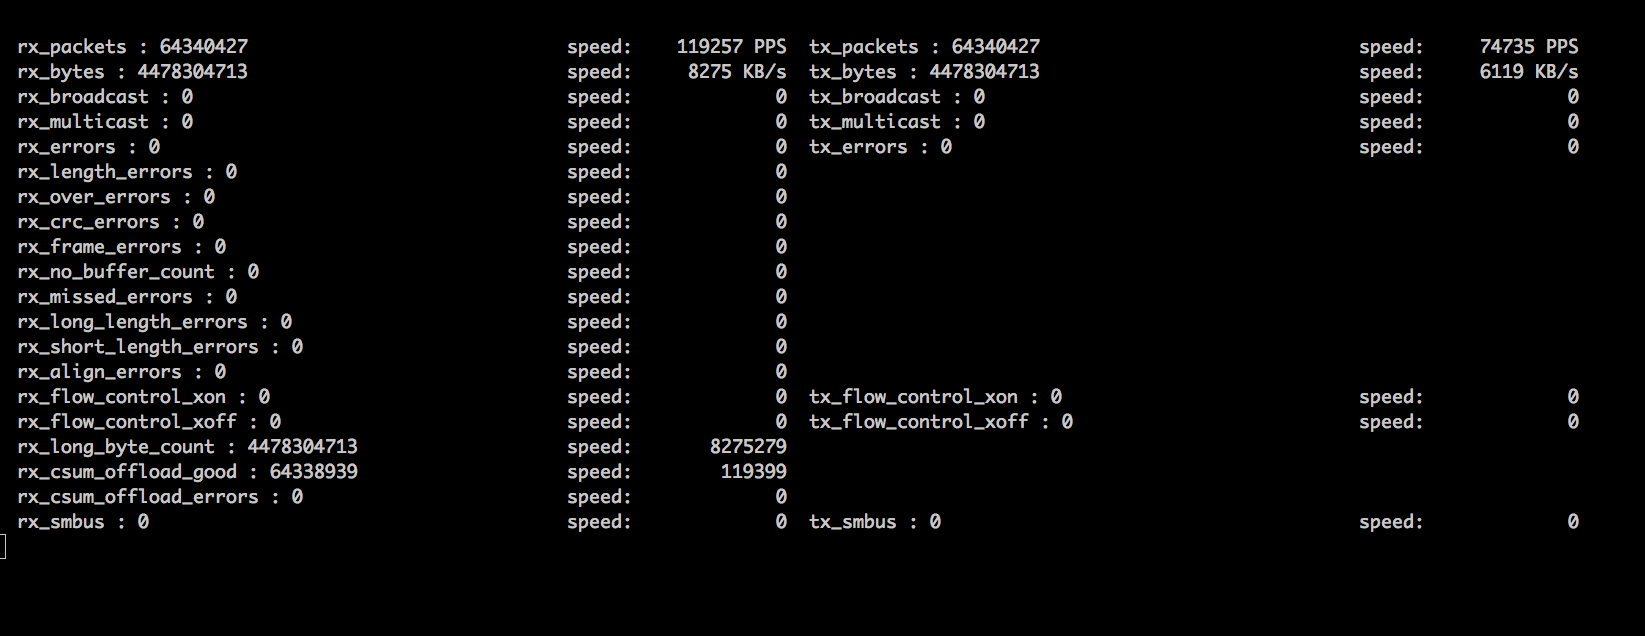 rx_packets : 64340427 speed: 119257 PPS tx_packets : 64340427 speed: 74735 PPS
rx_bytes : 4478304713 speed: 8275 KB/s tx_bytes : 4478304713 speed: 6119 KB/s
rx_broadcast : 0 speed: 0 tx_broadcast : 0 speed: 0
rx_multicast : 0 speed: 0 tx_multicast : 0 speed: 0
rx_errors : 0 speed: 0 tx_errors : 0 speed: 0
rx_length_errors : 0 speed: 0
rx_over_errors : 0 speed: 0
rx_crc_errors : 0 speed: 0
rx_frame_errors : 0 speed: 0
rx_no_buffer_count : 0 speed: 0
rx_missed_errors : 0 speed: 0
rx_long_length_errors : 0 speed: 0
rx_short_length_errors : 0 speed: 0
rx_align_errors : 0 speed: 0
rx_flow_control_xon : 0 speed: 0 tx_flow_control_xon : 0 speed: 0
rx_flow_control_xoff : 0 speed: 0 tx_flow_control_xoff : 0 speed: 0
rx_long_byte_count : 4478304713 speed: 8275279
rx_csum_offload_good : 64338939 speed: 119399
rx_csum_offload_errors : 0 speed: 0
rx_smbus : 0 speed: 0 tx_smbus : 0 speed: 0